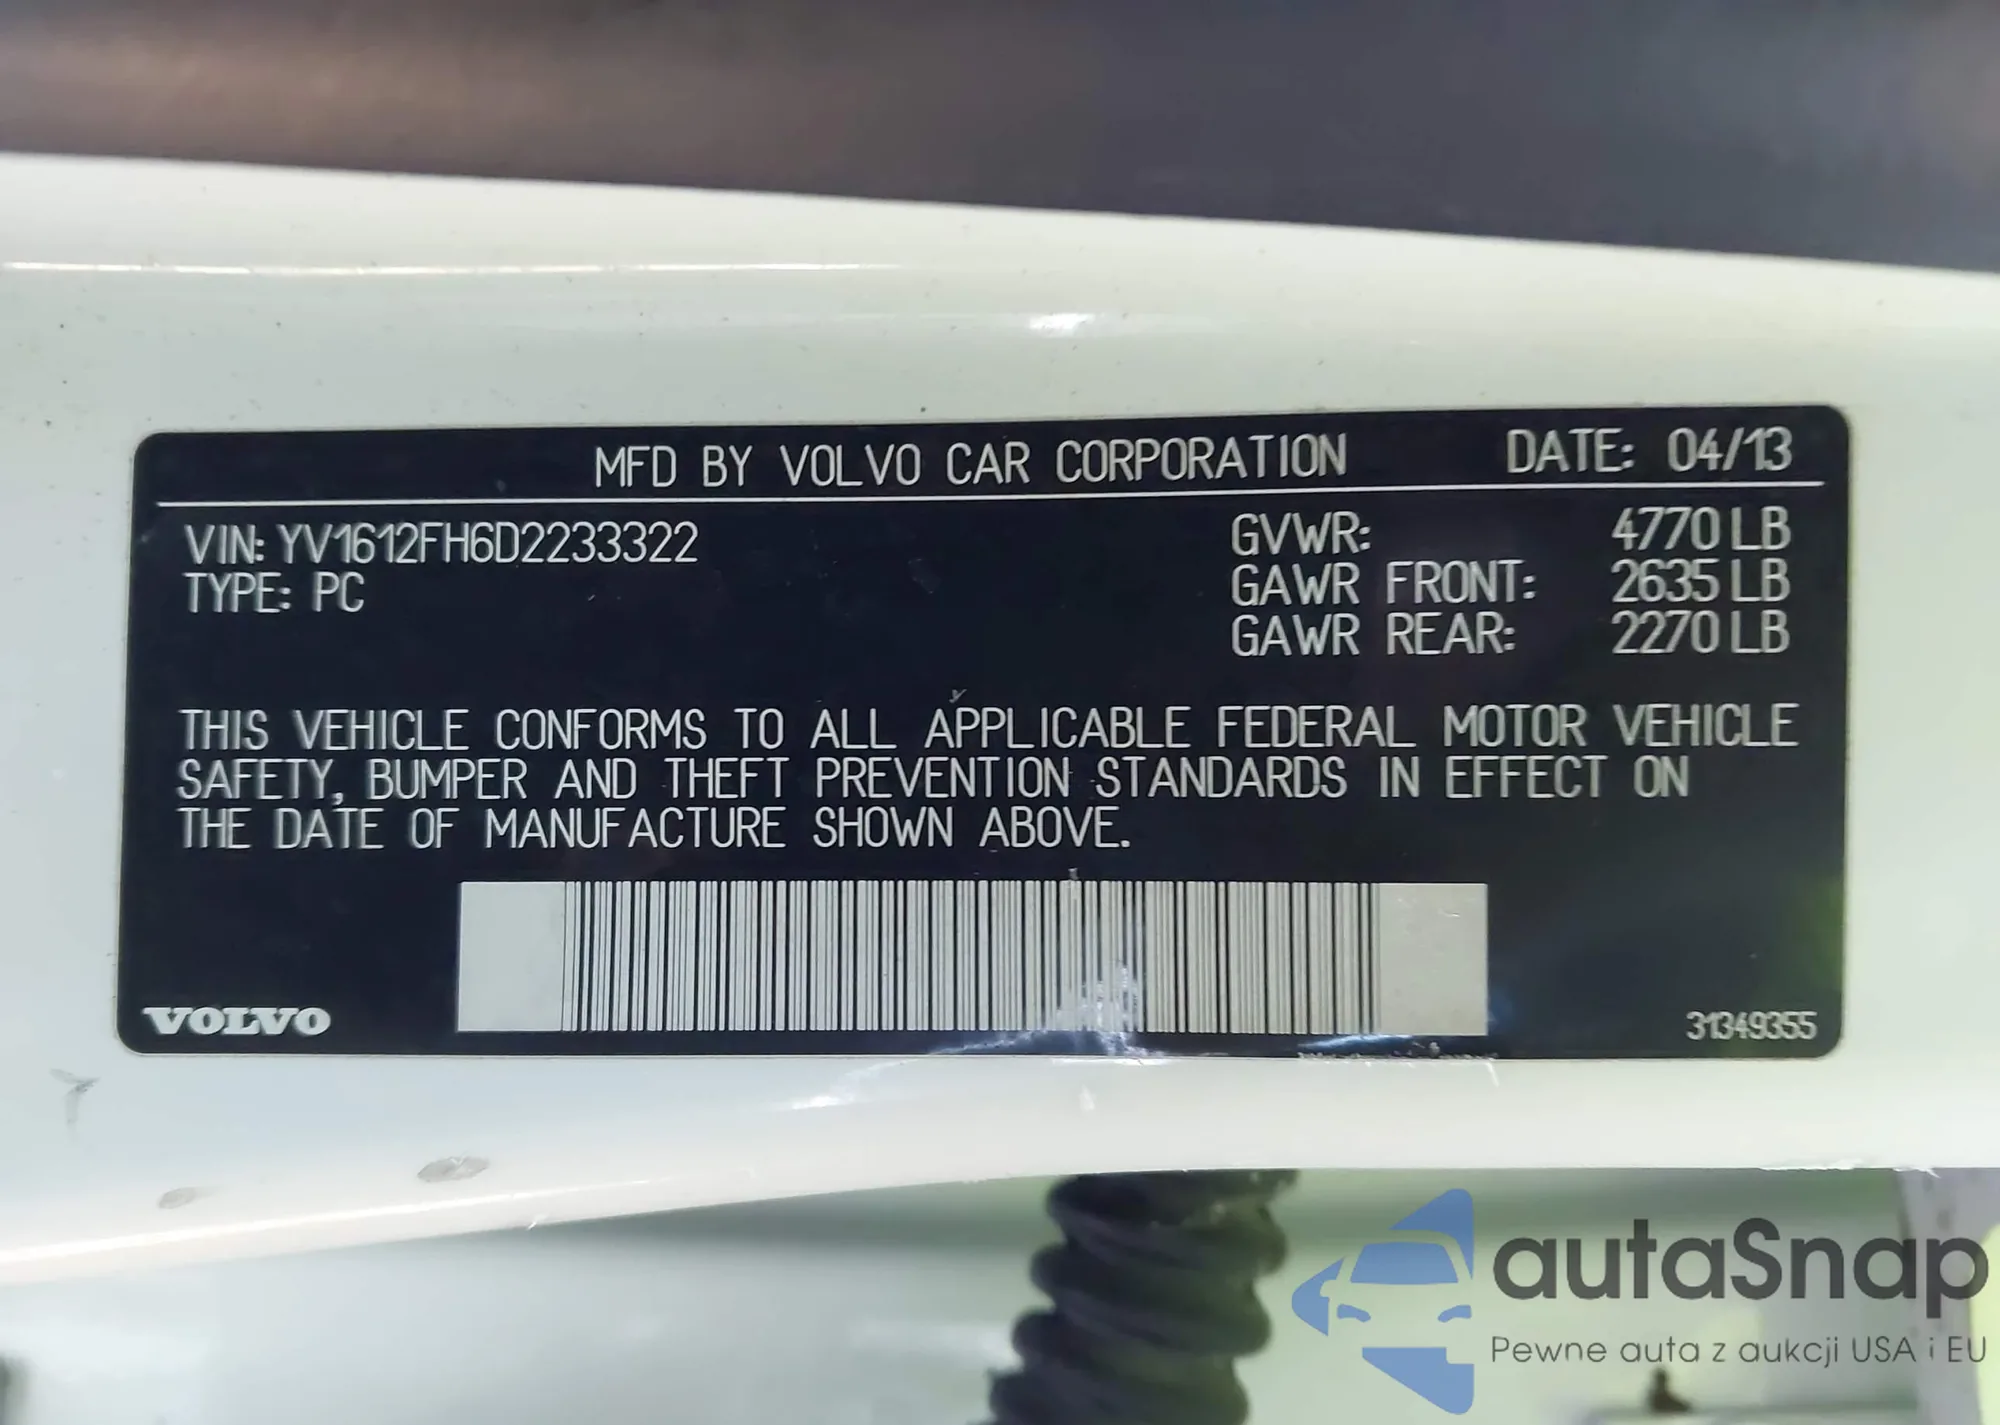 MFD BY VOLVO CAR CORPORATION DATE: 04/13
VIN: YV1612FH6D2233322 GVWR: 4770 LB
TYPE: PC GAWR FRONT: 2635 LB
GAWR REAR: 2270 LB
THIS VEHICLE CONFORMS TO ALL APPLICABLE FEDERAL MOTOR VEHICLE
SAFETY, BUMPER AND THEFT PREVENTION STANDARDS IN EFFECT ON
THE DATE OF MANUFACTURE SHOWN ABOVE.
VOLVO 31349355
autaSnap
Pewne auta z aukcji USA i EU